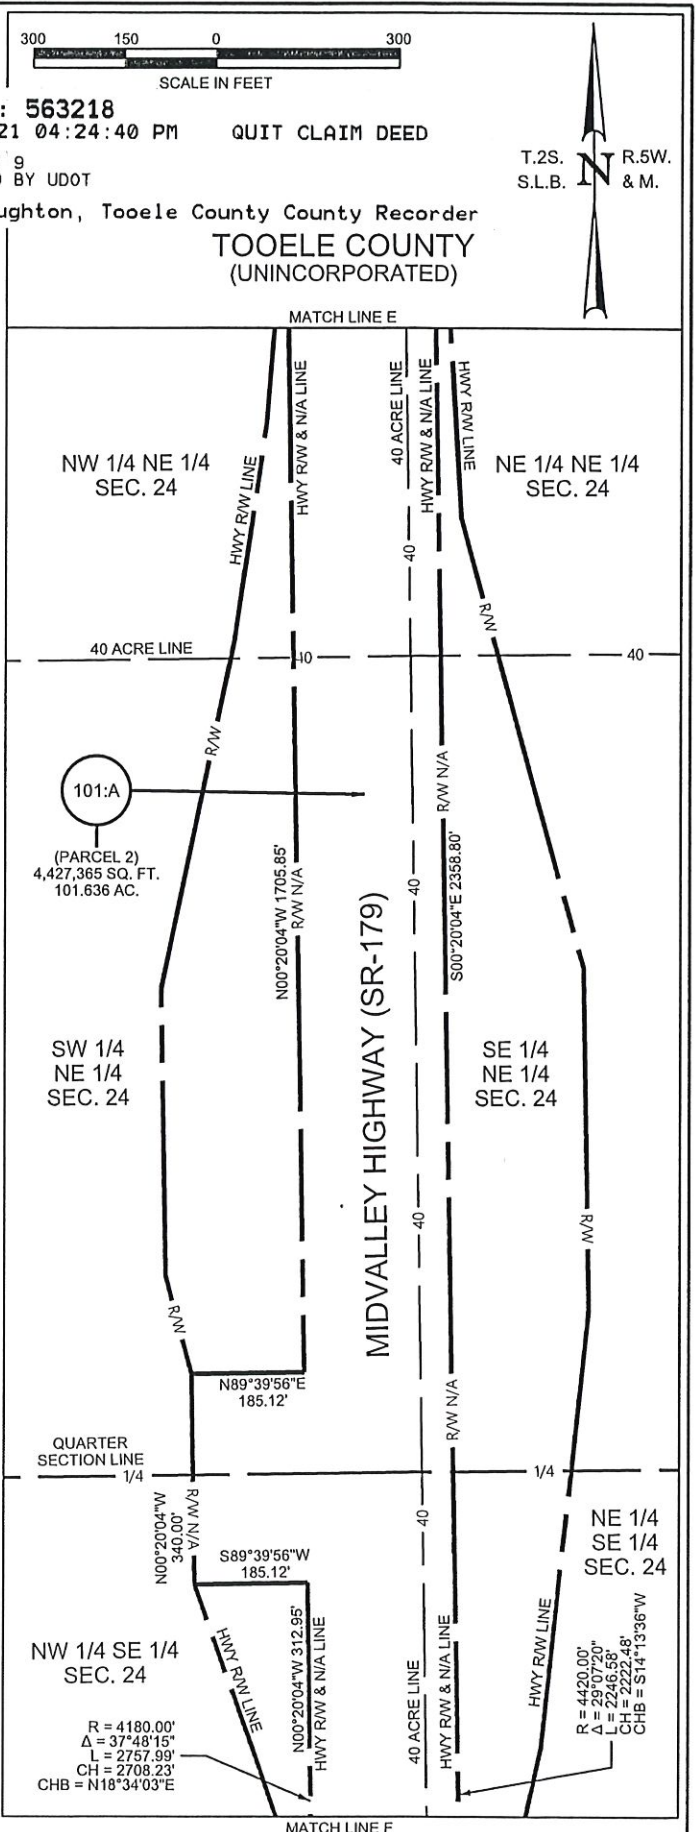 300 150 0 300
SCALE IN FEET
: 563218
21 04:24:40 PM QUIT CLAIM DEED
9
BY UDOT
ughton, Tooele County County Recorder
T.2S. N R.5W.
S.L.B. & M.
TOOELE COUNTY
(UNINCORPORATED)
MATCH LINE E
HWY R/W & N/A LINE
40 ACRE LINE
HWY R/W & N/A LINE
HWY R/W LINE
NW 1/4 NE 1/4
SEC. 24
HWY R/W LINE
NE 1/4 NE 1/4
SEC. 24
40
R/W
40 ACRE LINE
40
R/W
R/W N/A
101:A
(PARCEL 2)
4,427,365 SQ. FT.
101.636 AC.
N00°20'04"W 1705.85'
R/W N/A
40
S00°20'04"E 2358.80'
MIDVALLEY HIGHWAY (SR-179)
SW 1/4
NE 1/4
SEC. 24
SE 1/4
NE 1/4
SEC. 24
40
R/W
R/W
N89°39'56"E
185.12'
R/W N/A
QUARTER
SECTION LINE
1/4
1/4
N00°20'04"W
340.00'
R/W N/A
40
NE 1/4
SE 1/4
SEC. 24
S89°39'56"W
185.12'
NW 1/4 SE 1/4
SEC. 24
HWY R/W LINE
N00°20'04"W 312.95'
HWY R/W & N/A LINE
40 ACRE LINE
HWY R/W & N/A LINE
HWY R/W LINE
R = 4420.00'
Δ = 29°07'20"
L = 2246.58'
CH = 2222.48'
CHB = S14°13'36"W
R = 4180.00'
Δ = 37°48'15"
L = 2757.99'
CH = 2708.23'
CHB = N18°34'03"E
MATCH LINE F